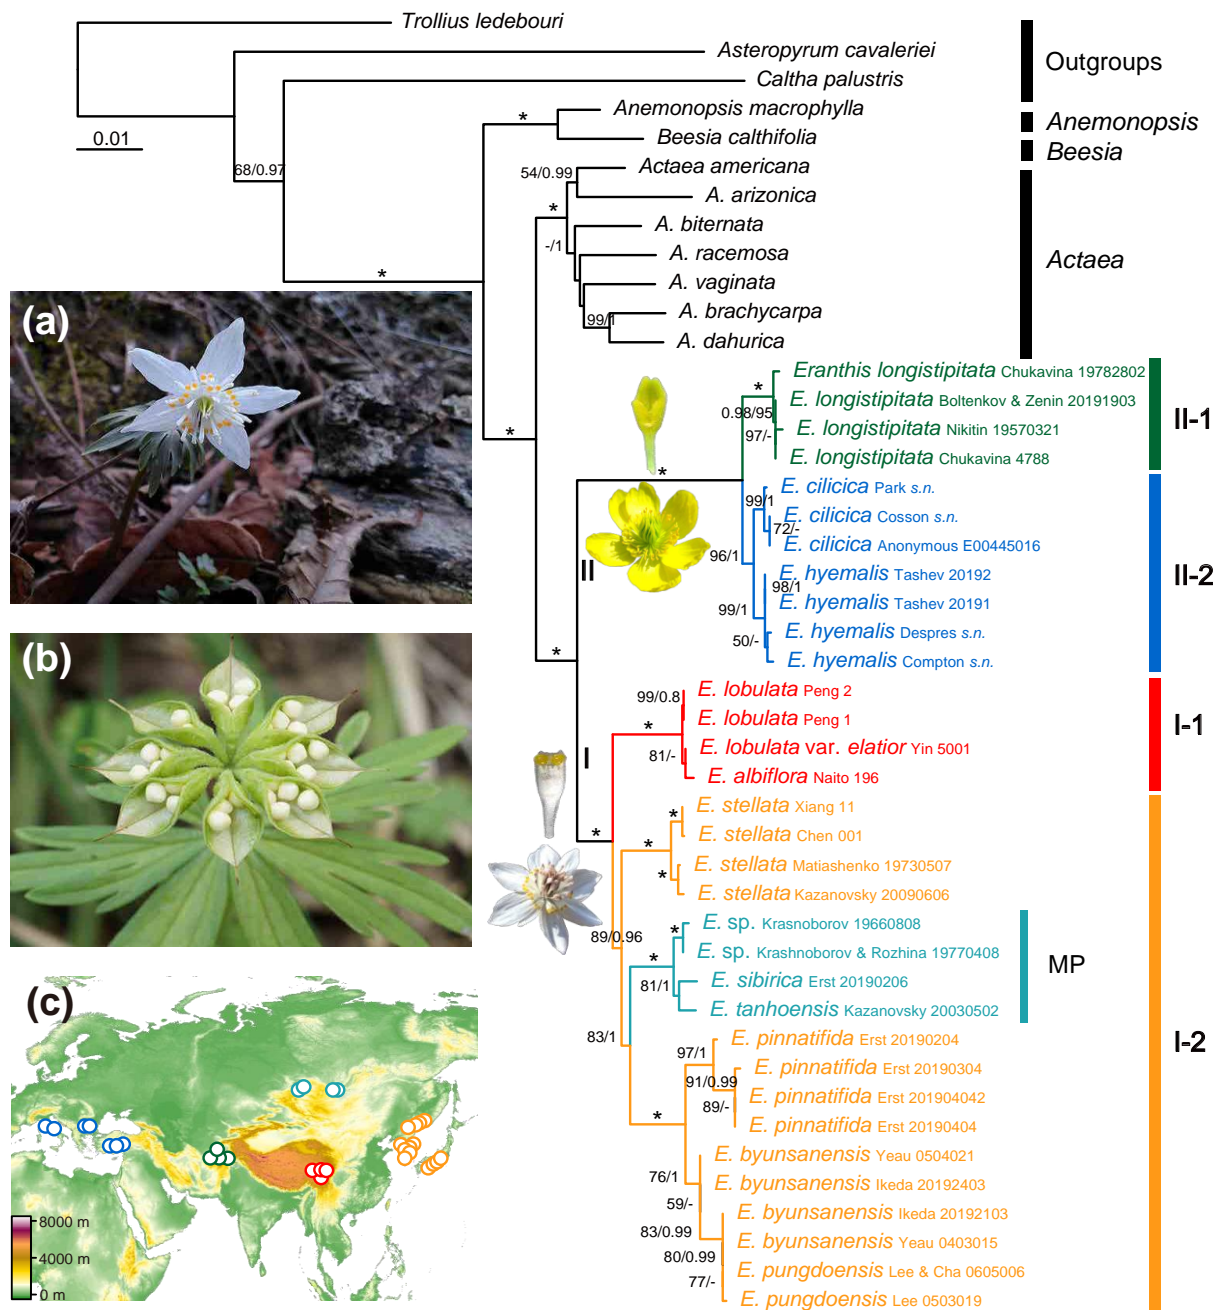 Trollius ledebouri
Asteropyrum cavaleriei
Caltha palustris
Outgroups
Anemonopsis macrophylla
*
Anemonopsis
0.01
Beesia calthifolia
Beesia
68/0.97
54/0.99
Actaea americana
A. arizonica
*
A. biternata
-/1
A. racemosa
Actaea
*
A. vaginata
99/1
A. brachycarpa
A. dahurica
(a)
Eranthis longistipitata Chukavina 19782802
*
E. longistipitata Boltenkov & Zenin 20191903
0.98/95
II-1
E. longistipitata Nikitin 19570321
97/-
*
E. longistipitata Chukavina 4788
*
E. cilicica Park s.n.
99/1
E. cilicica Cosson s.n.
72/-
E. cilicica Anonymous E00445016
96/1
II
E. hyemalis Tashev 20192
98/1
II-2
E. hyemalis Tashev 20191
99/1
E. hyemalis Despres s.n.
50/-
*
E. hyemalis Compton s.n.
(b)
E. lobulata Peng 2
99/0.8
E. lobulata Peng 1
I-1
*
E. lobulata var. elatior Yin 5001
81/-
I
E. albiflora Naito 196
E. stellata Xiang 11
*
*
E. stellata Chen 001
*
E. stellata Matiashenko 19730507
*
E. stellata Kazanovsky 20090606
E. sp. Krasnoborov 19660808
*
89/0.96
E. sp. Krashnoborov & Rozhina 19770408
*
MP
E. sibirica Erst 20190206
81/1
E. tanhoensis Kazanovsky 20030502
(c)
83/1
E. pinnatifida Erst 20190204
97/1
I-2
E. pinnatifida Erst 20190304
91/0.99
E. pinnatifida Erst 201904042
89/-
E. pinnatifida Erst 20190404
*
E. byunsanensis Yeau 0504021
76/1
E. byunsanensis Ikeda 20192403
59/-
E. byunsanensis Ikeda 20192103
83/0.99
E. byunsanensis Yeau 0403015
80/0.99
E. pungdoensis Lee & Cha 0605006
77/-
E. pungdoensis Lee 0503019
8000 m
4000 m
0 m